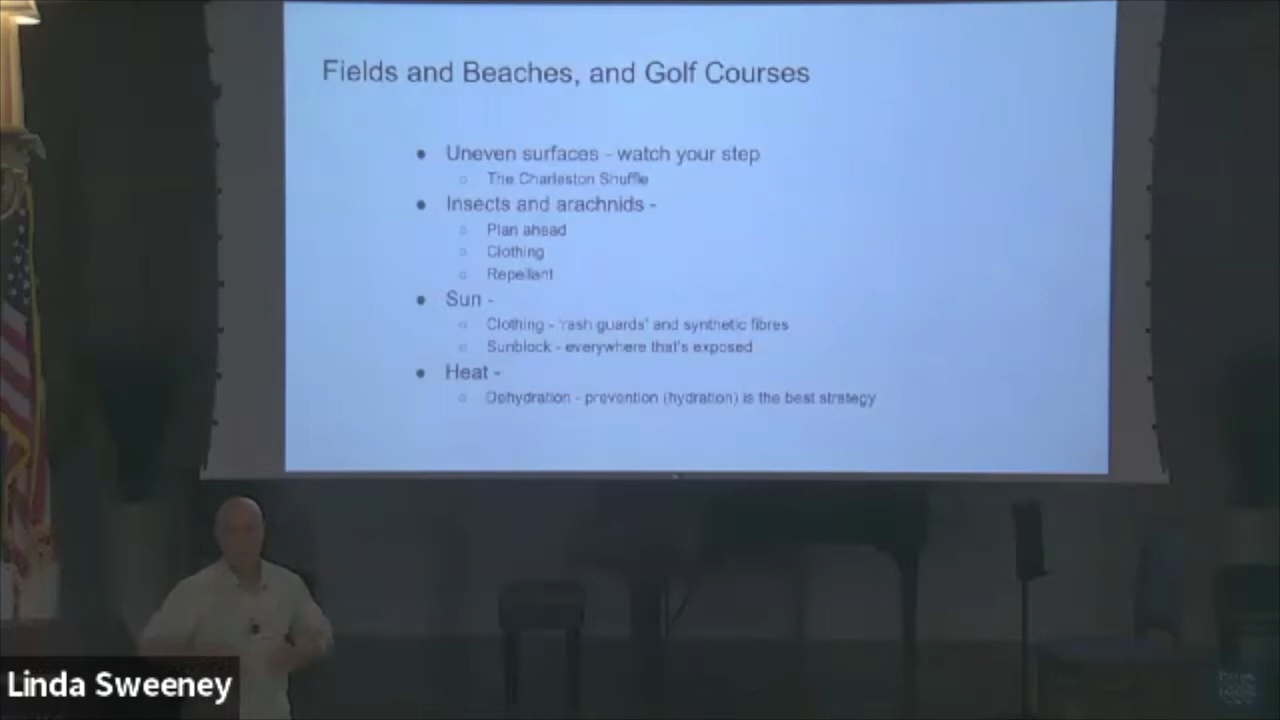 Fields and Beaches, and Golf Courses
● Uneven surfaces - watch your step
○ The Charleston Shuffle
● Insects and arachnids -
○ Plan ahead
○ Clothing
○ Repellant
● Sun -
○ Clothing - 'rash guards' and synthetic fibres
○ Sunblock - everywhere that's exposed
● Heat -
○ Dehydration - prevention (hydration) is the best strategy
Linda Sweeney